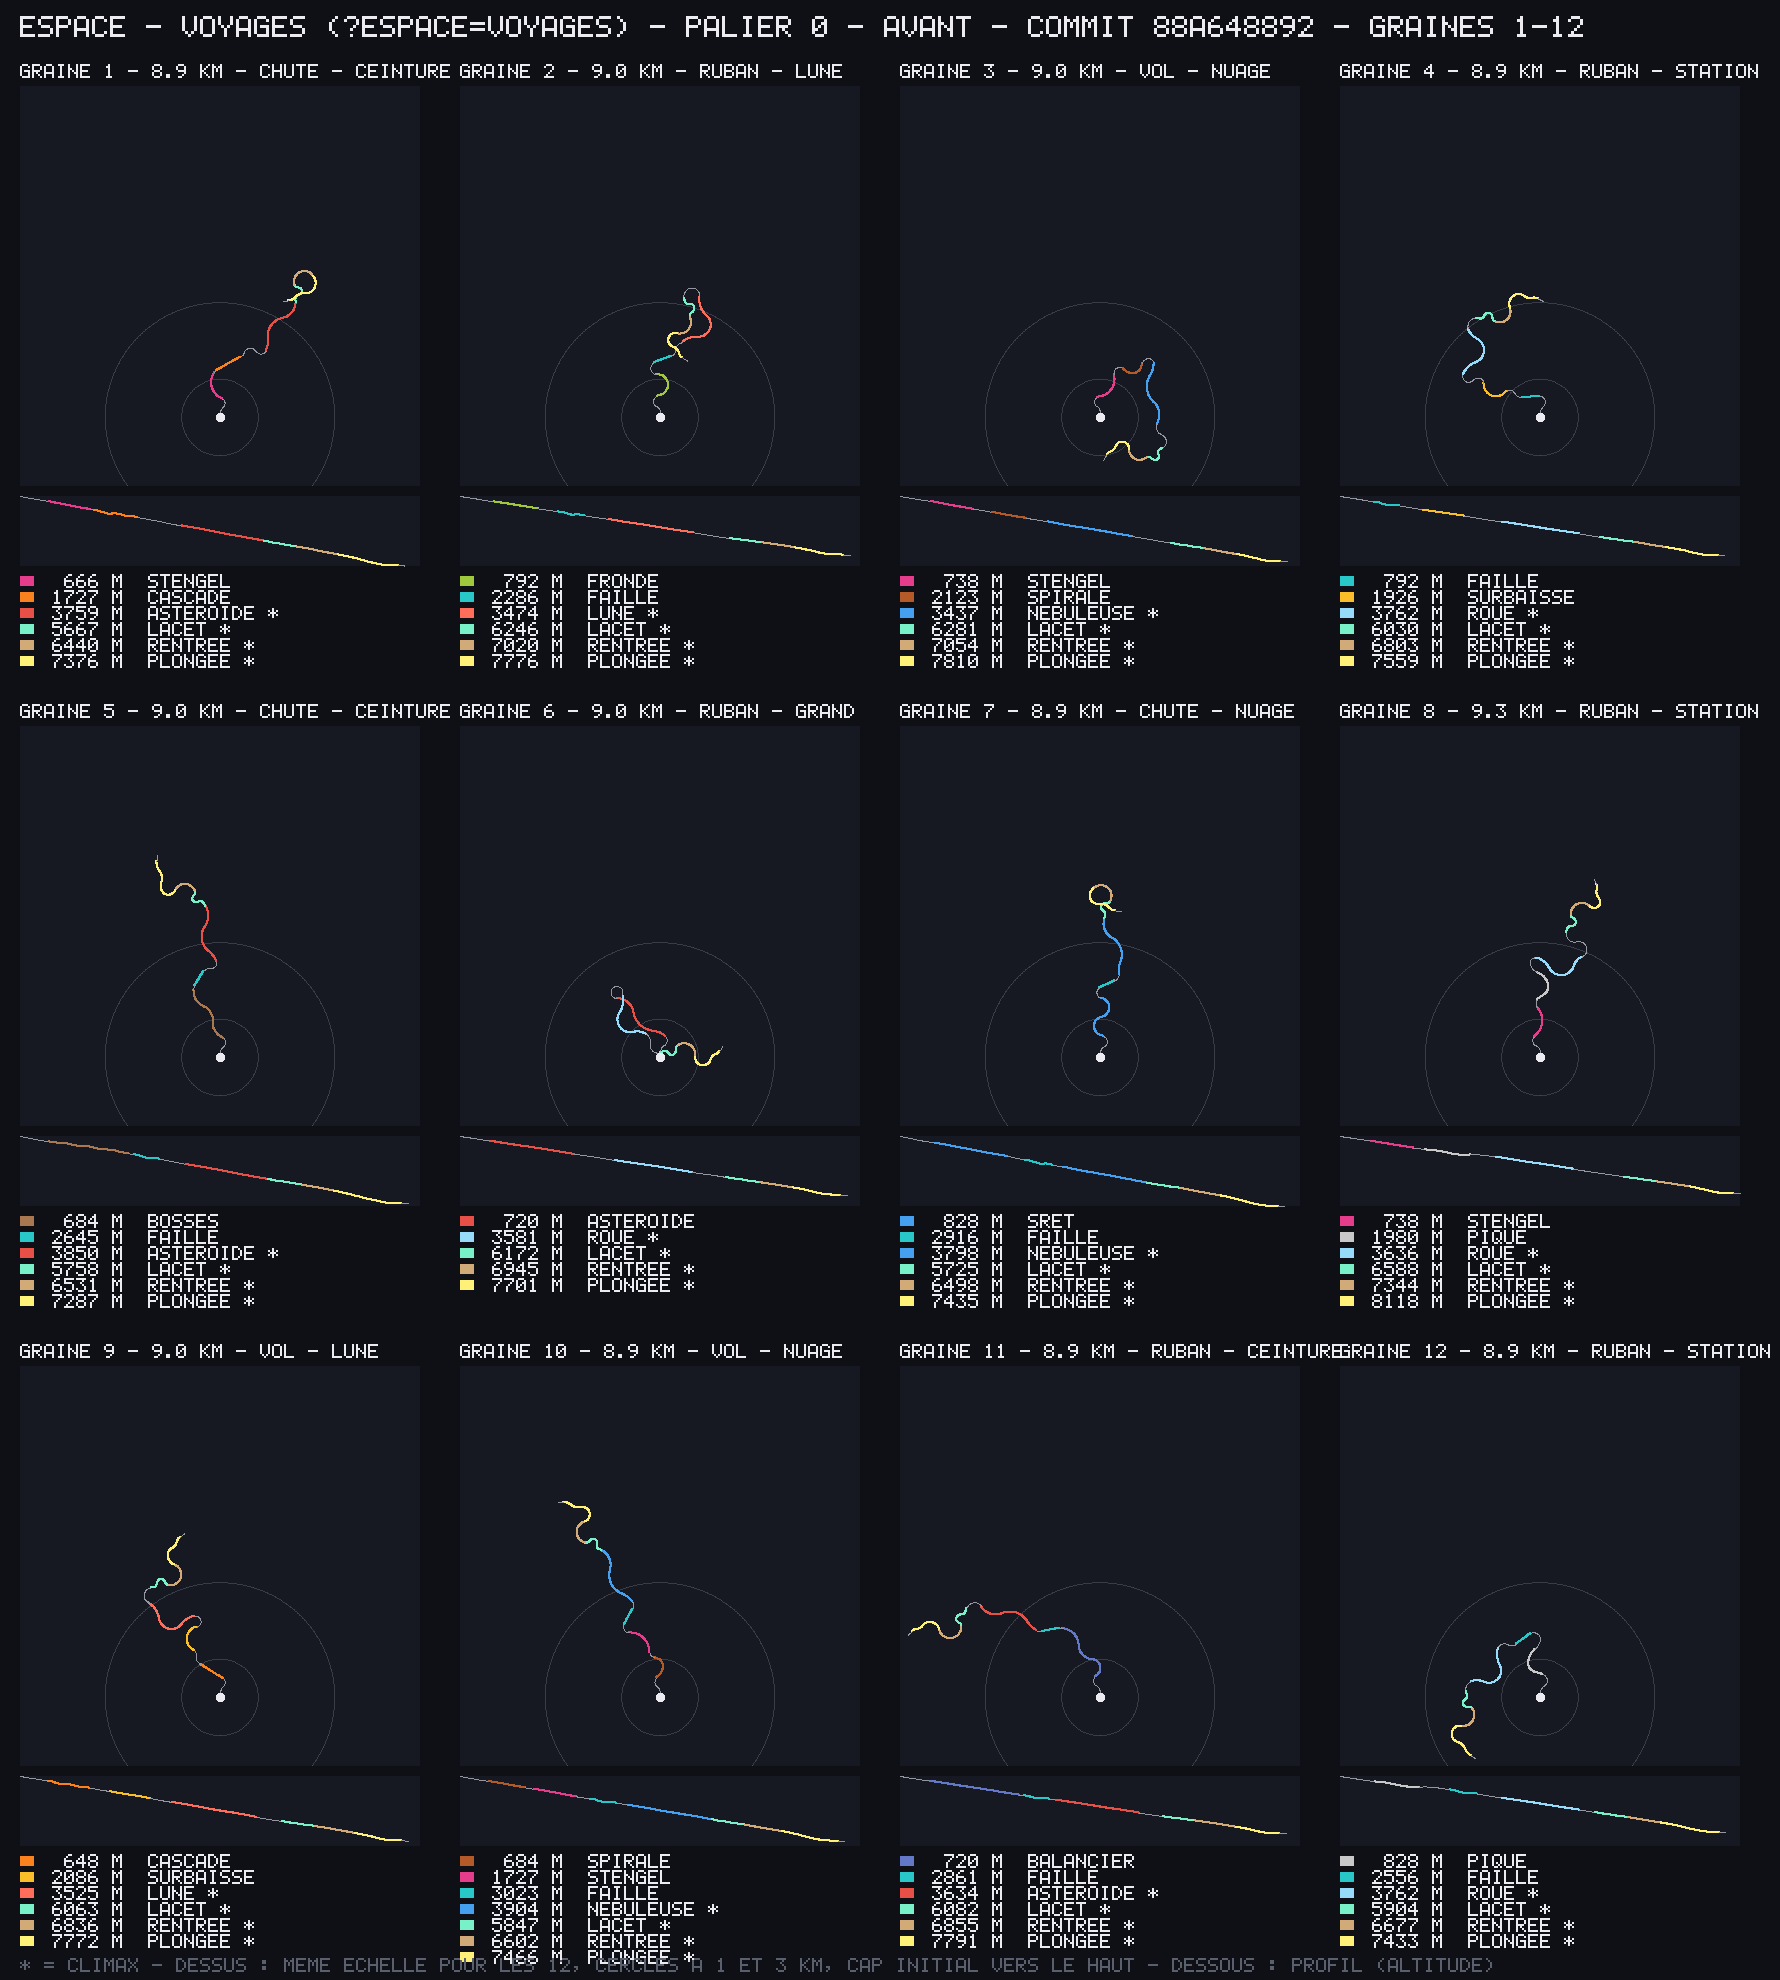 ESPACE - VOYAGES (?ESPACE=VOYAGES) - PALIER 0 - AVANT - COMMIT 88A648892 - GRAINES 1-12
GRAINE 1 - 8.9 KM - CHUTE - CEINTURE
666 M STENGEL
1727 M CASCADE
3759 M ASTEROIDE *
5667 M LACET *
6440 M RENTREE *
7376 M PLONGEE *
GRAINE 2 - 9.0 KM - RUBAN - LUNE
792 M FRONDE
2286 M FAILLE
3474 M LUNE *
6246 M LACET *
7020 M RENTREE *
7776 M PLONGEE *
GRAINE 3 - 9.0 KM - VOL - NUAGE
738 M STENGEL
2123 M SPIRALE
3437 M NEBULEUSE *
6281 M LACET *
7054 M RENTREE *
7810 M PLONGEE *
GRAINE 4 - 8.9 KM - RUBAN - STATION
792 M FAILLE
1926 M SURBAISSE
3762 M ROUE *
6030 M LACET *
6803 M RENTREE *
7559 M PLONGEE *
GRAINE 5 - 9.0 KM - CHUTE - CEINTURE
684 M BOSSES
2645 M FAILLE
3850 M ASTEROIDE *
5758 M LACET *
6531 M RENTREE *
7287 M PLONGEE *
GRAINE 6 - 9.0 KM - RUBAN - GRAND
720 M ASTEROIDE
3581 M ROUE *
6172 M LACET *
6945 M RENTREE *
7701 M PLONGEE *
GRAINE 7 - 8.9 KM - CHUTE - NUAGE
828 M SRET
2916 M FAILLE
3798 M NEBULEUSE *
5725 M LACET *
6498 M RENTREE *
7435 M PLONGEE *
GRAINE 8 - 9.3 KM - RUBAN - STATION
738 M STENGEL
1980 M PIQUE
3636 M ROUE *
6588 M LACET *
7344 M RENTREE *
8118 M PLONGEE *
GRAINE 9 - 9.0 KM - VOL - LUNE
648 M CASCADE
2086 M SURBAISSE
3525 M LUNE *
6063 M LACET *
6836 M RENTREE *
7772 M PLONGEE *
GRAINE 10 - 8.9 KM - VOL - NUAGE
684 M SPIRALE
1727 M STENGEL
3023 M FAILLE
3904 M NEBULEUSE *
5847 M LACET *
6602 M RENTREE *
7466 M PLONGEE *
GRAINE 11 - 8.9 KM - RUBAN - CEINTURE
720 M BALANCIER
2861 M FAILLE
3634 M ASTEROIDE *
6082 M LACET *
6855 M RENTREE *
7791 M PLONGEE *
GRAINE 12 - 8.9 KM - RUBAN - STATION
828 M PIQUE
2556 M FAILLE
3762 M ROUE *
5904 M LACET *
6677 M RENTREE *
7433 M PLONGEE *
* = CLIMAX - DESSUS : MEME ECHELLE POUR LES 12, CERCLES A 1 ET 3 KM, CAP INITIAL VERS LE HAUT - DESSOUS : PROFIL (ALTITUDE)